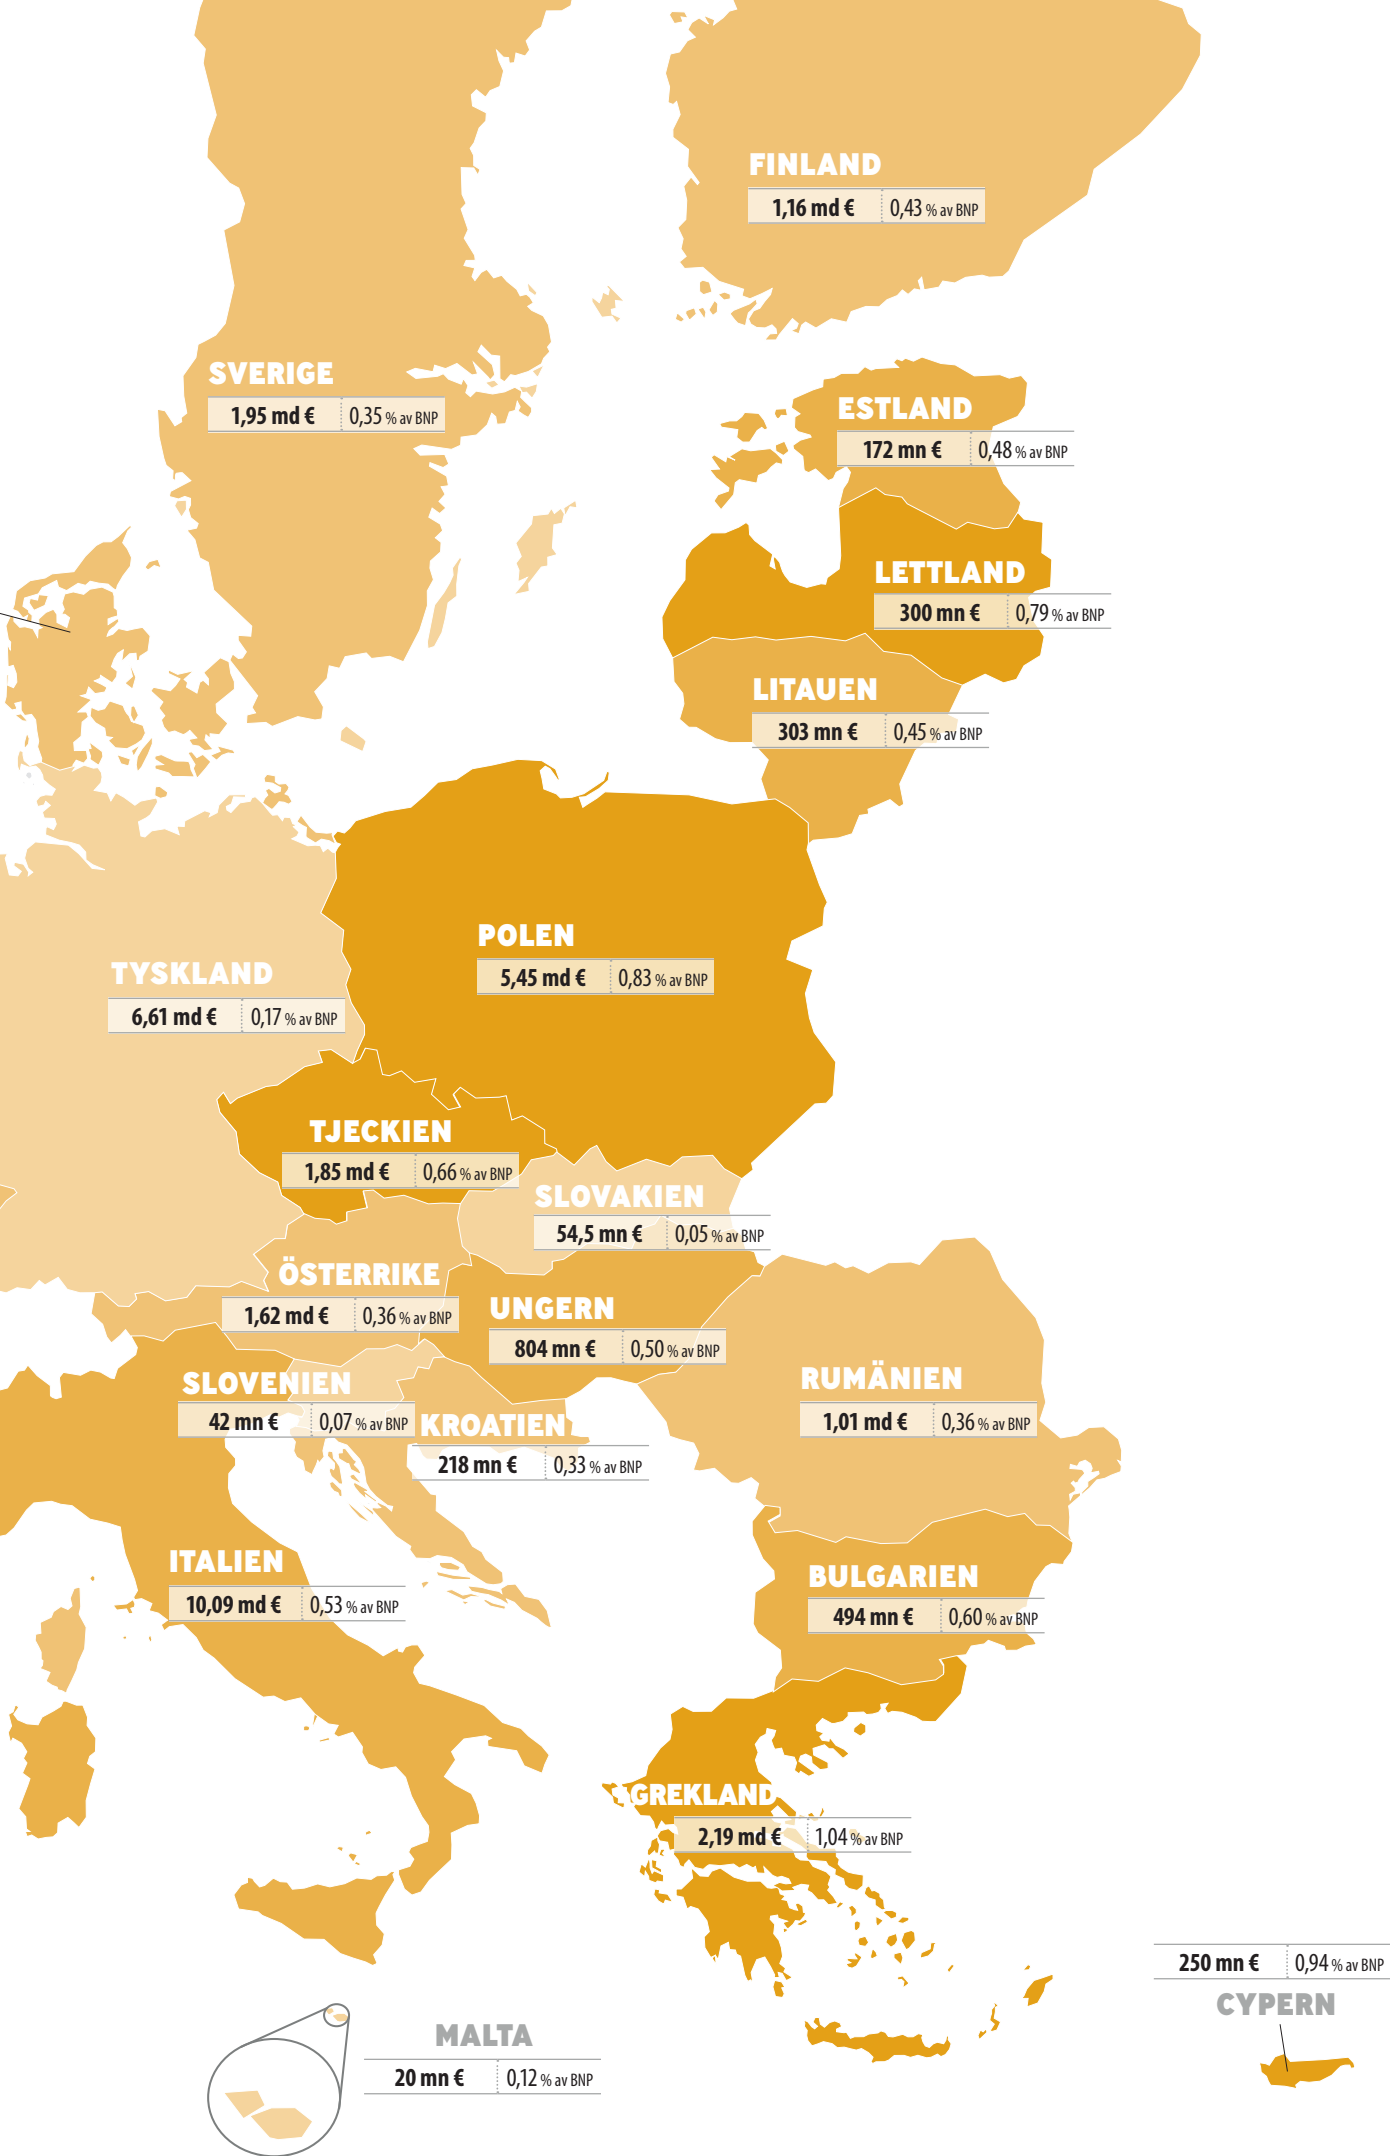 FINLAND
1,16 md € 0,43 % av BNP
SVERIGE
1,95 md € 0,35 % av BNP
ESTLAND
172 mn € 0,48 % av BNP
LETTLAND
300 mn € 0,79 % av BNP
LITAUEN
303 mn € 0,45 % av BNP
POLEN
5,45 md € 0,83 % av BNP
TYSKLAND
6,61 md € 0,17 % av BNP
TJECKIEN
1,85 md € 0,66 % av BNP
SLOVAKIEN
54,5 mn € 0,05 % av BNP
ÖSTERRIKE
1,62 md € 0,36 % av BNP
UNGERN
804 mn € 0,50 % av BNP
SLOVENIEN
42 mn € 0,07 % av BNP
RUMÄNIEN
1,01 md € 0,36 % av BNP
KROATIEN
218 mn € 0,33 % av BNP
ITALIEN
10,09 md € 0,53 % av BNP
BULGARIEN
494 mn € 0,60 % av BNP
GREKLAND
2,19 md € 1,04 % av BNP
250 mn € 0,94 % av BNP
CYPERN
MALTA
20 mn € 0,12 % av BNP